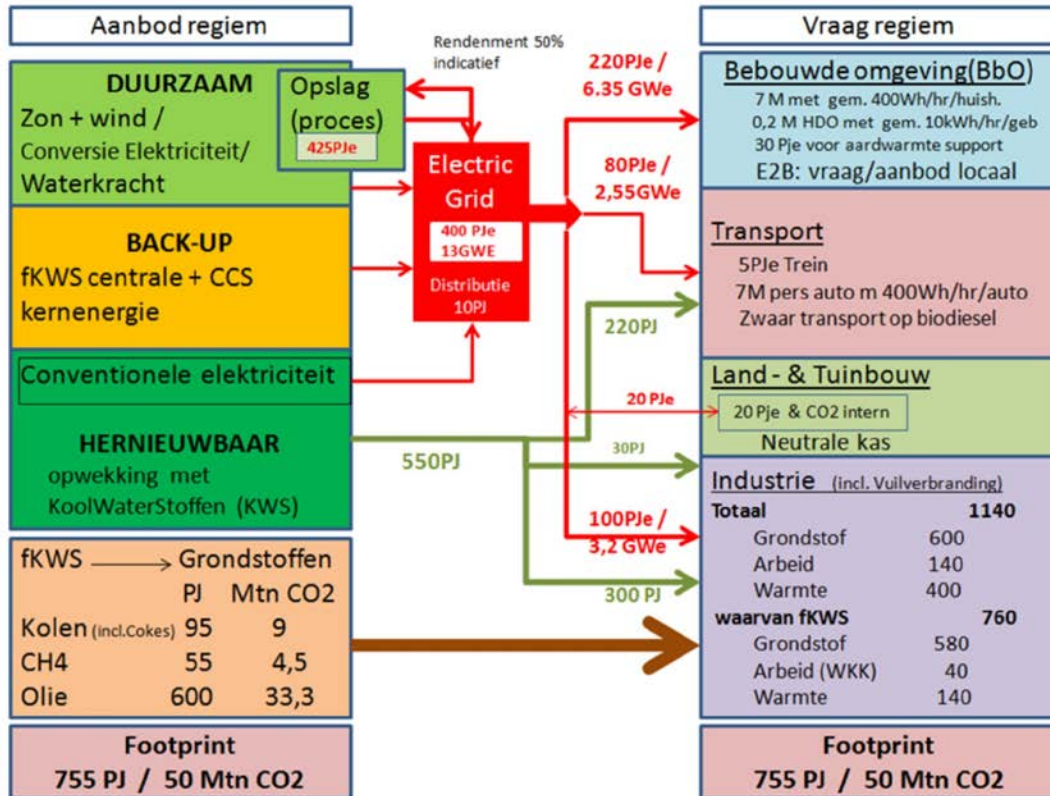 Aanbod regiem
DUURZAAM
Zon + wind /
Conversie Elektriciteit/
Waterkracht
Opslag
(proces)
425PJe
BACK-UP
fKWS centrale + CCS
kernenergie
Conventionele elektriciteit
HERNIEUWBAAR
opwekking met
KoolWaterStoffen (KWS)
fKWS Grondstoffen
PJ Mtn CO2
Kolen (incl.Cokes) 95 9
CH4 55 4,5
Olie 600 33,3
Footprint
755 PJ / 50 Mtn CO2
Rendenment 50%
indicatief
Electric
Grid
400 PJe
13GWE
Distributie
10PJ
220PJe /
6.35 GWe
80PJe /
2,55GWe
220PJ
20 PJe
550PJ
30PJ
100PJe /
3,2 GWe
300 PJ
Vraag regiem
Bebouwde omgeving(BbO)
7 M met gem. 400Wh/hr/huish.
0,2 M HDO met gem. 10kWh/hr/geb
30 Pje voor aardwarmte support
E2B: vraag/aanbod locaal
Transport
5PJe Trein
7M pers auto m 400Wh/hr/auto
Zwaar transport op biodiesel
Land - & Tuinbouw
20 Pje & CO2 intern
Neutrale kas
Industrie (incl. Vuilverbranding)
Totaal 1140
Grondstof 600
Arbeid 140
Warmte 400
waarvan fKWS 760
Grondstof 580
Arbeid (WKK) 40
Warmte 140
Footprint
755 PJ / 50 Mtn CO2